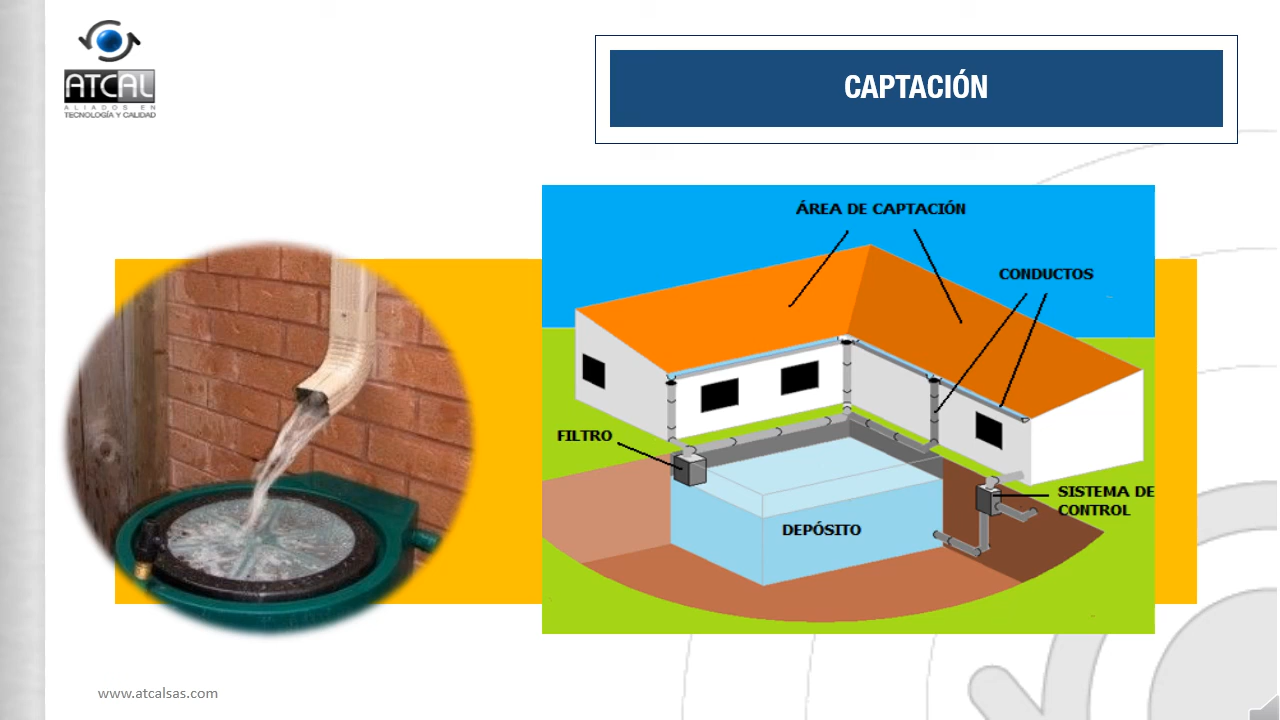 ATCAL
ALIADOS EN
TECNOLOGÍA Y CALIDAD
CAPTACIÓN
ÁREA DE CAPTACIÓN
CONDUCTOS
FILTRO
SISTEMA DE
CONTROL
DEPÓSITO
www.atcalsas.com